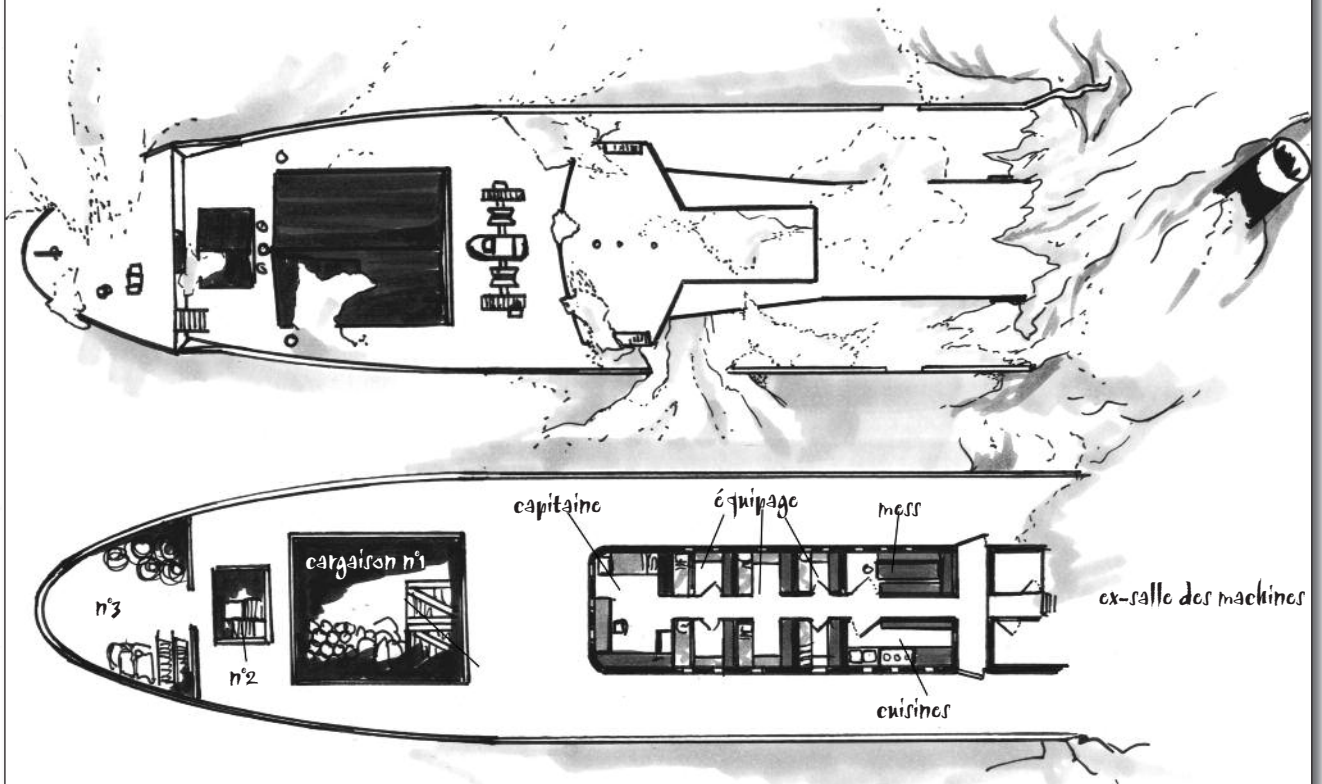 capitaine
équipage
mess
cargaison n°1
n°3
n°2
ex-salle des machines
cuisines